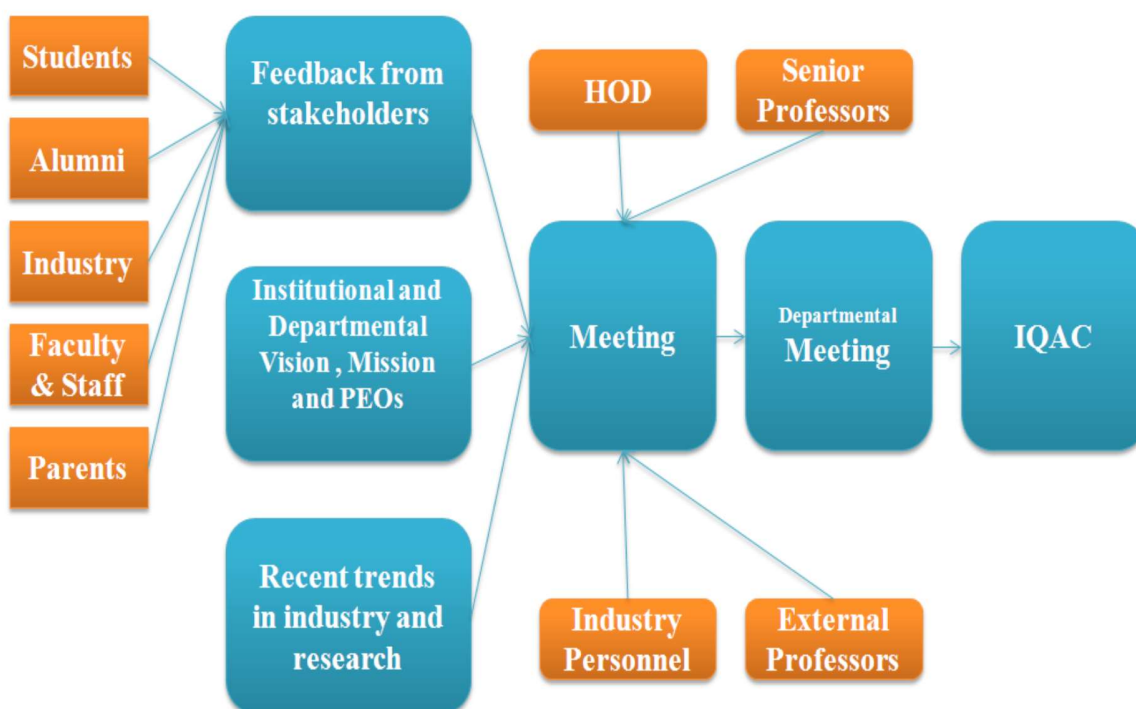 Students
Alumni
Industry
Faculty
& Staff
Parents
Feedback from
stakeholders
Institutional and
Departmental
Vision , Mission
and PEOs
Recent trends
in industry and
research
HOD
Senior
Professors
Meeting
Industry
Personnel
External
Professors
Departmental
Meeting
IQAC